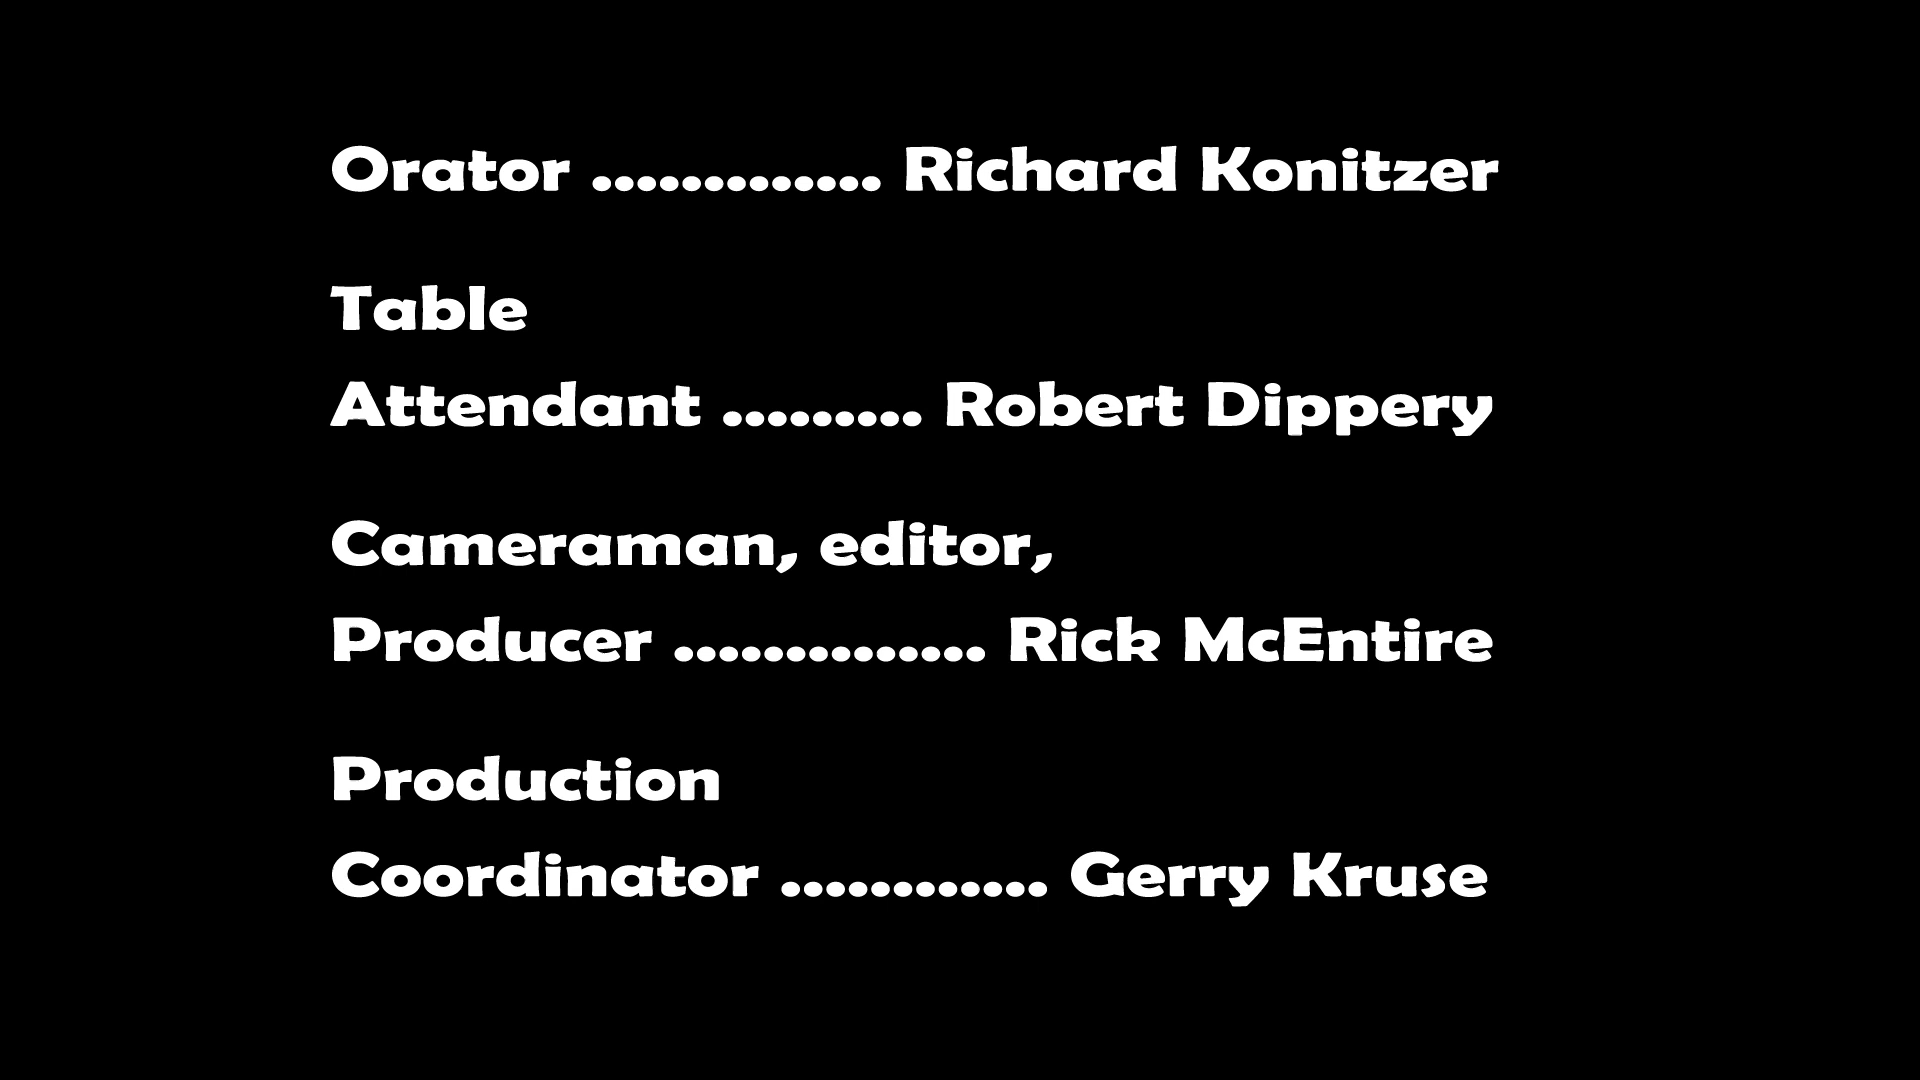 Orator ............. Richard Konitzer
Table
Attendant ......... Robert Dippery
Cameraman, editor,
Producer .............. Rick McEntire
Production
Coordinator ............ Gerry Kruse